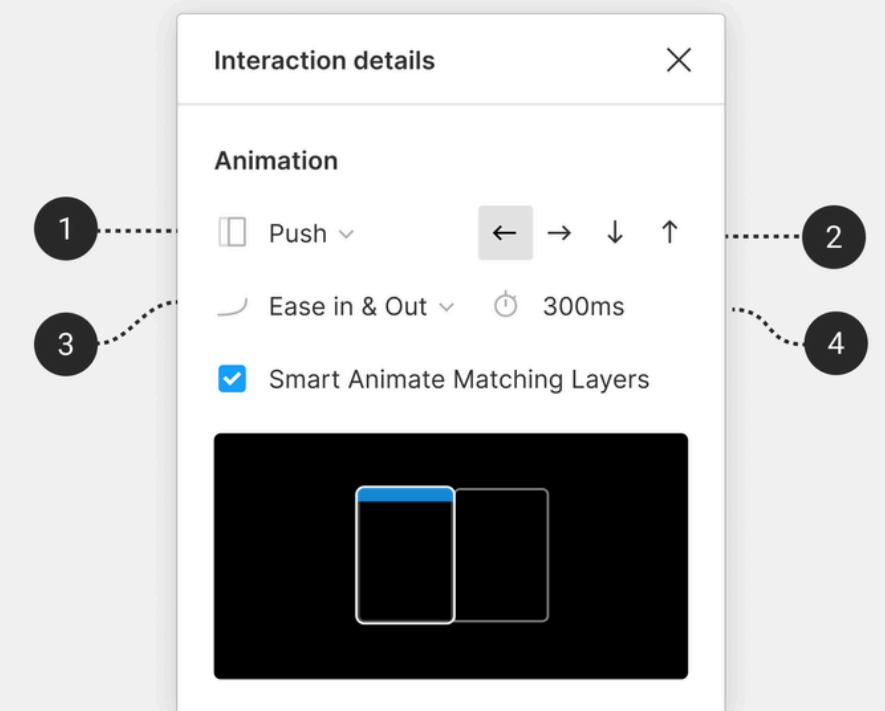 Interaction details
Animation
1
Push
2
Ease in & Out
300ms
3
4
Smart Animate Matching Layers